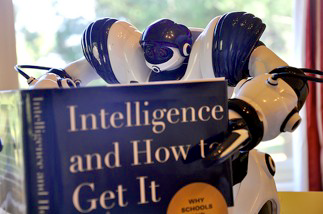 Intelligence
and How t
Get It
WHY
SCHOOLS
Intelligence and H